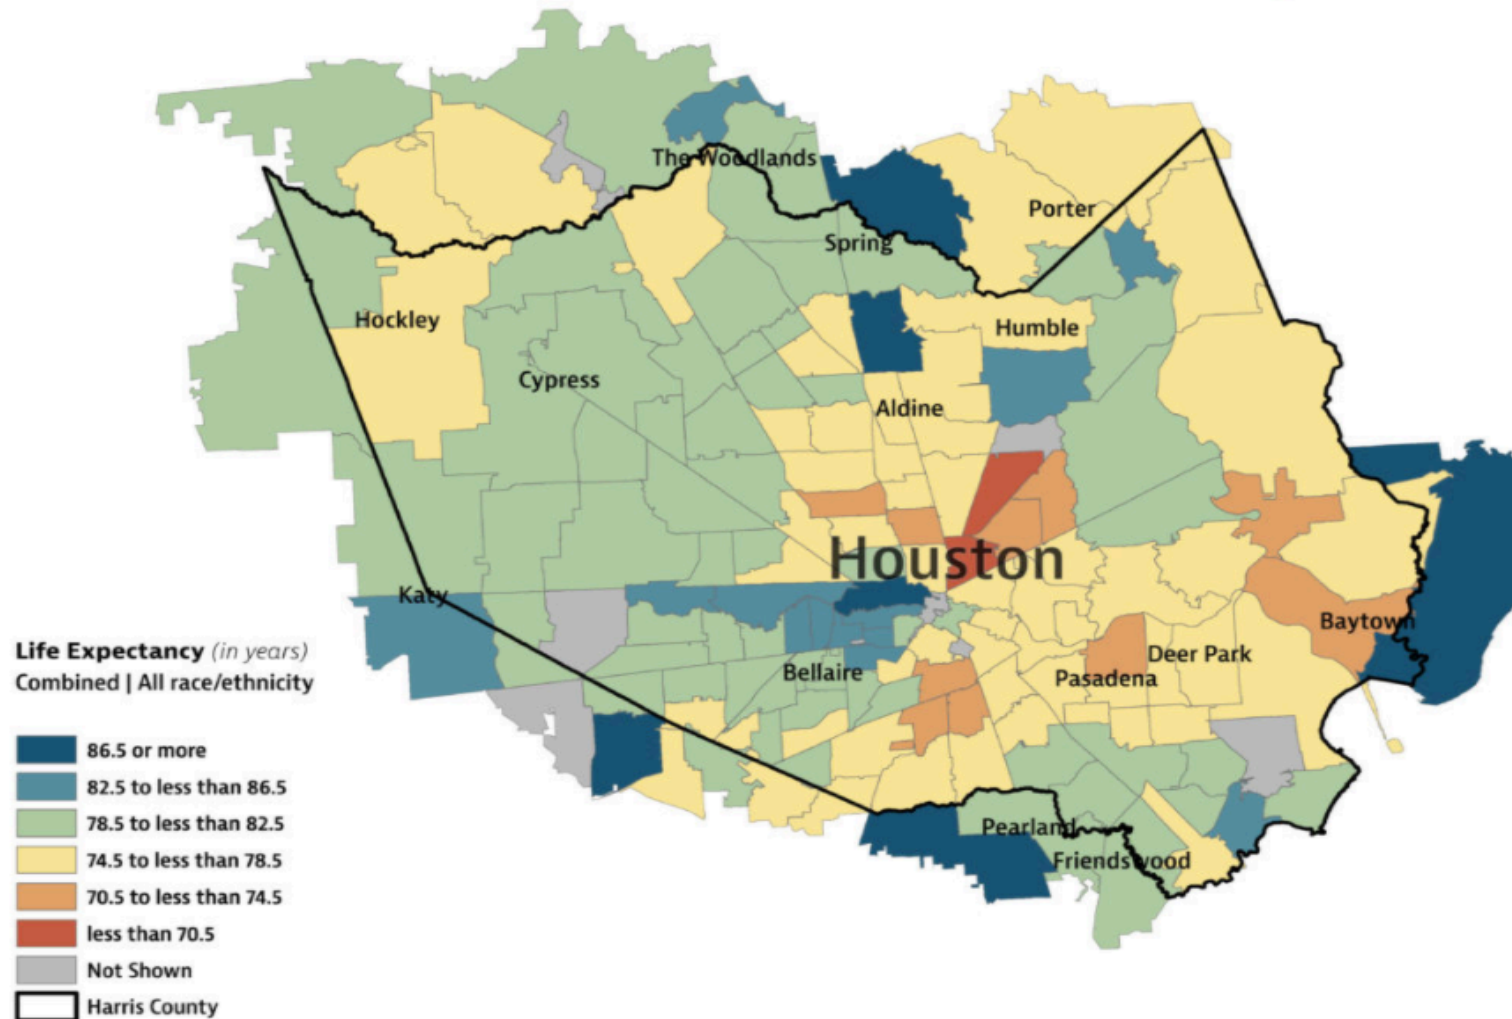 The Woodlands
Porter
Spring
Hockley
Humble
Cypress
Aldine
Houston
Katy
Baytown
Deer Park
Bellaire
Pasadena
Pearland
Friendswood
Life Expectancy (in years)
Combined | All race/ethnicity
86.5 or more
82.5 to less than 86.5
78.5 to less than 82.5
74.5 to less than 78.5
70.5 to less than 74.5
less than 70.5
Not Shown
Harris County